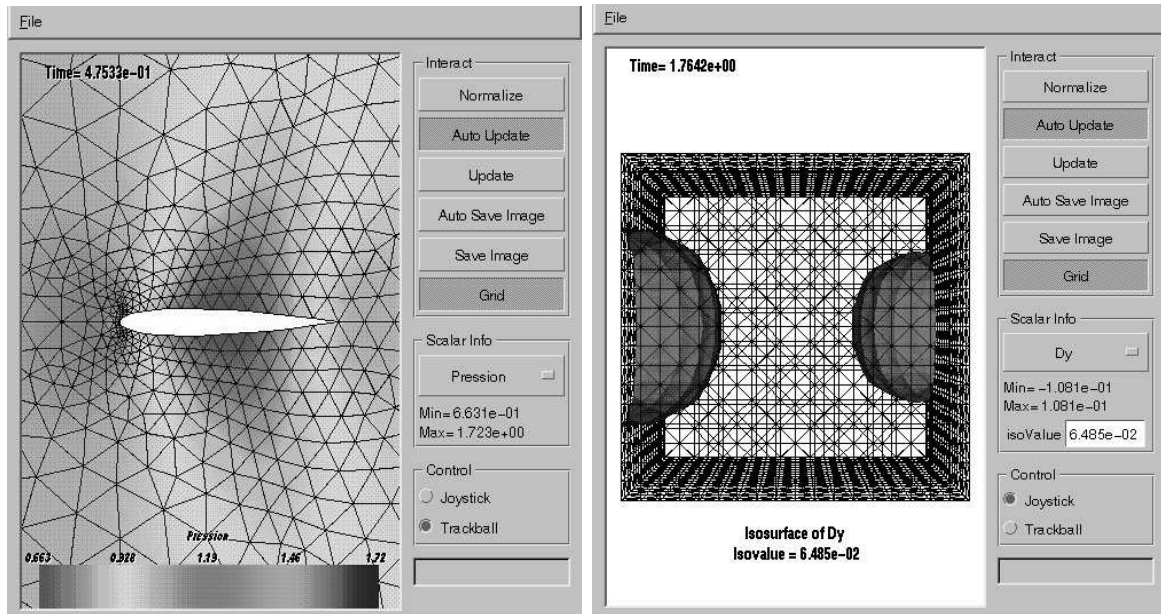 File
Time= 4.7533e-01
Interact
Normalize
Auto Update
Update
Auto Save Image
Save Image
Grid
Scalar Info
Pression
Min= 6.631e-01
Max= 1.723e+00
Control
Joystick
Trackball
Pression
0.663 0.928 1.19 1.46 1.72
File
Time= 1.7642e+00
Interact
Normalize
Auto Update
Update
Auto Save Image
Save Image
Grid
Scalar Info
Dy
Min= -1.081e-01
Max= 1.081e-01
isoValue 6.485e-02
Control
Joystick
Trackball
Isosurface of Dy
Isovalue = 6.485e-02